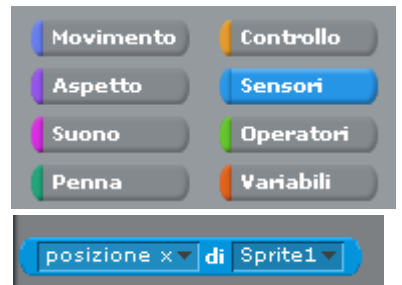 Movimento Controllo
Aspetto Sensori
Suono Operatori
Penna Variabili
posizione x di Sprite1